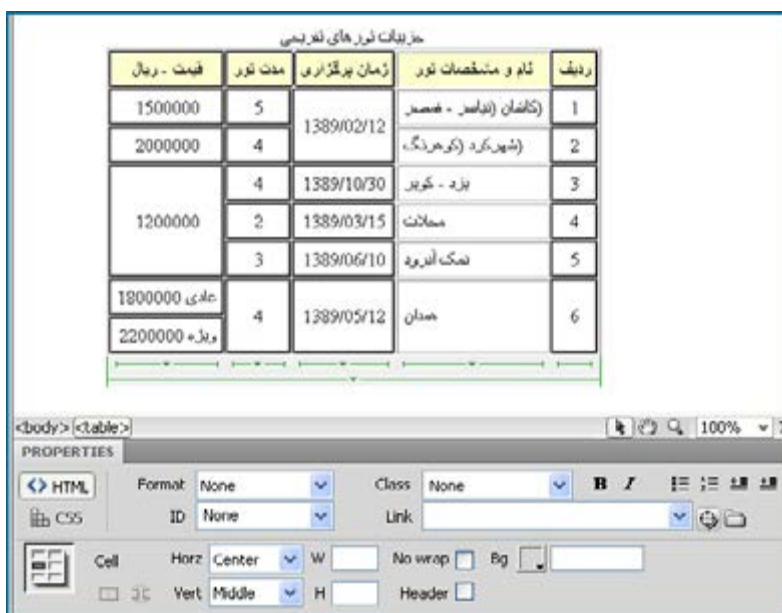 جزییات تور های تفریحی
ردیف نام و مشخصات تور زمان برگزاری مدت تور قیمت - ریال
1 (کاشان (نیاسر - قمصر 1389/02/12 5 1500000
2 (شهرکرد (کوهرنگ 4 2000000
3 یزد - کویر 1389/10/30 4 1200000
4 محلات 1389/03/15 2
5 نمک آبرود 1389/06/10 3
6 همدان 1389/05/12 4 عادی 1800000
ویژه 2200000
<body> <table> 100%
PROPERTIES
<> HTML Format None Class None B I
CSS ID None Link
Cell Horz Center W No wrap Bg
Vert Middle H Header